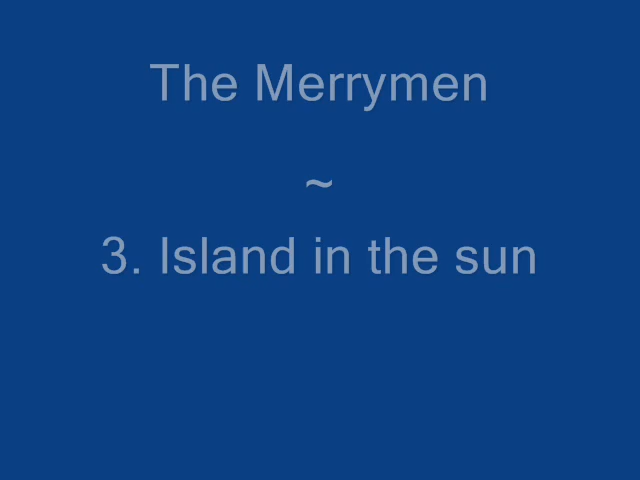 The Merrymen
~
3. Island in the sun